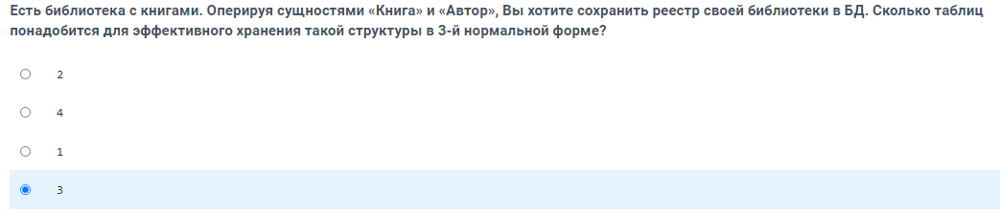 Есть библиотека с книгами. Оперируя сущностями «Книга» и «Автор», Вы хотите сохранить реестр своей библиотеки в БД. Сколько таблиц
понадобится для эффективного хранения такой структуры в 3-й нормальной форме?
2
4
1
3